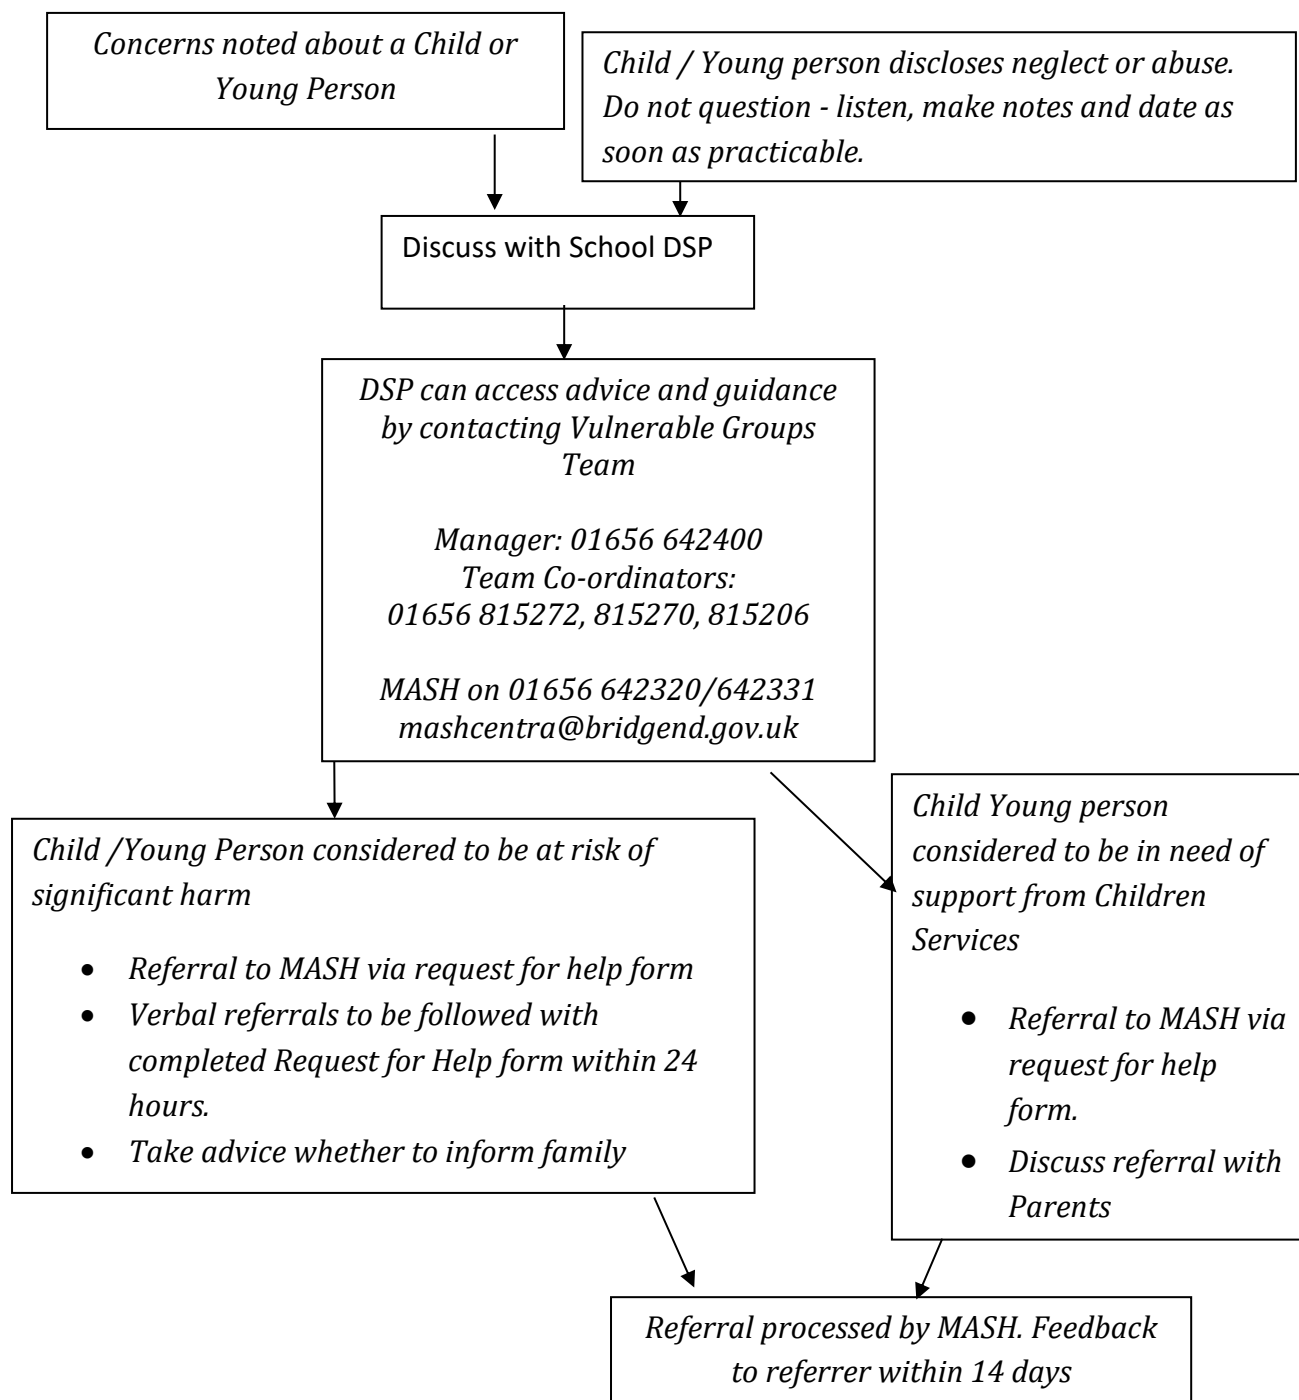 Concerns noted about a Child or
Young Person
Child / Young person discloses neglect or abuse.
Do not question - listen, make notes and date as
soon as practicable.
Discuss with School DSP
DSP can access advice and guidance
by contacting Vulnerable Groups
Team
Manager: 01656 642400
Team Co-ordinators:
01656 815272, 815270, 815206
MASH on 01656 642320/642331
mashcentra@bridgend.gov.uk
Child /Young Person considered to be at risk of
significant harm
• Referral to MASH via request for help form
• Verbal referrals to be followed with
completed Request for Help form within 24
hours.
• Take advice whether to inform family
Child Young person
considered to be in need of
support from Children
Services
• Referral to MASH via
request for help
form.
• Discuss referral with
Parents
Referral processed by MASH. Feedback
to referrer within 14 days